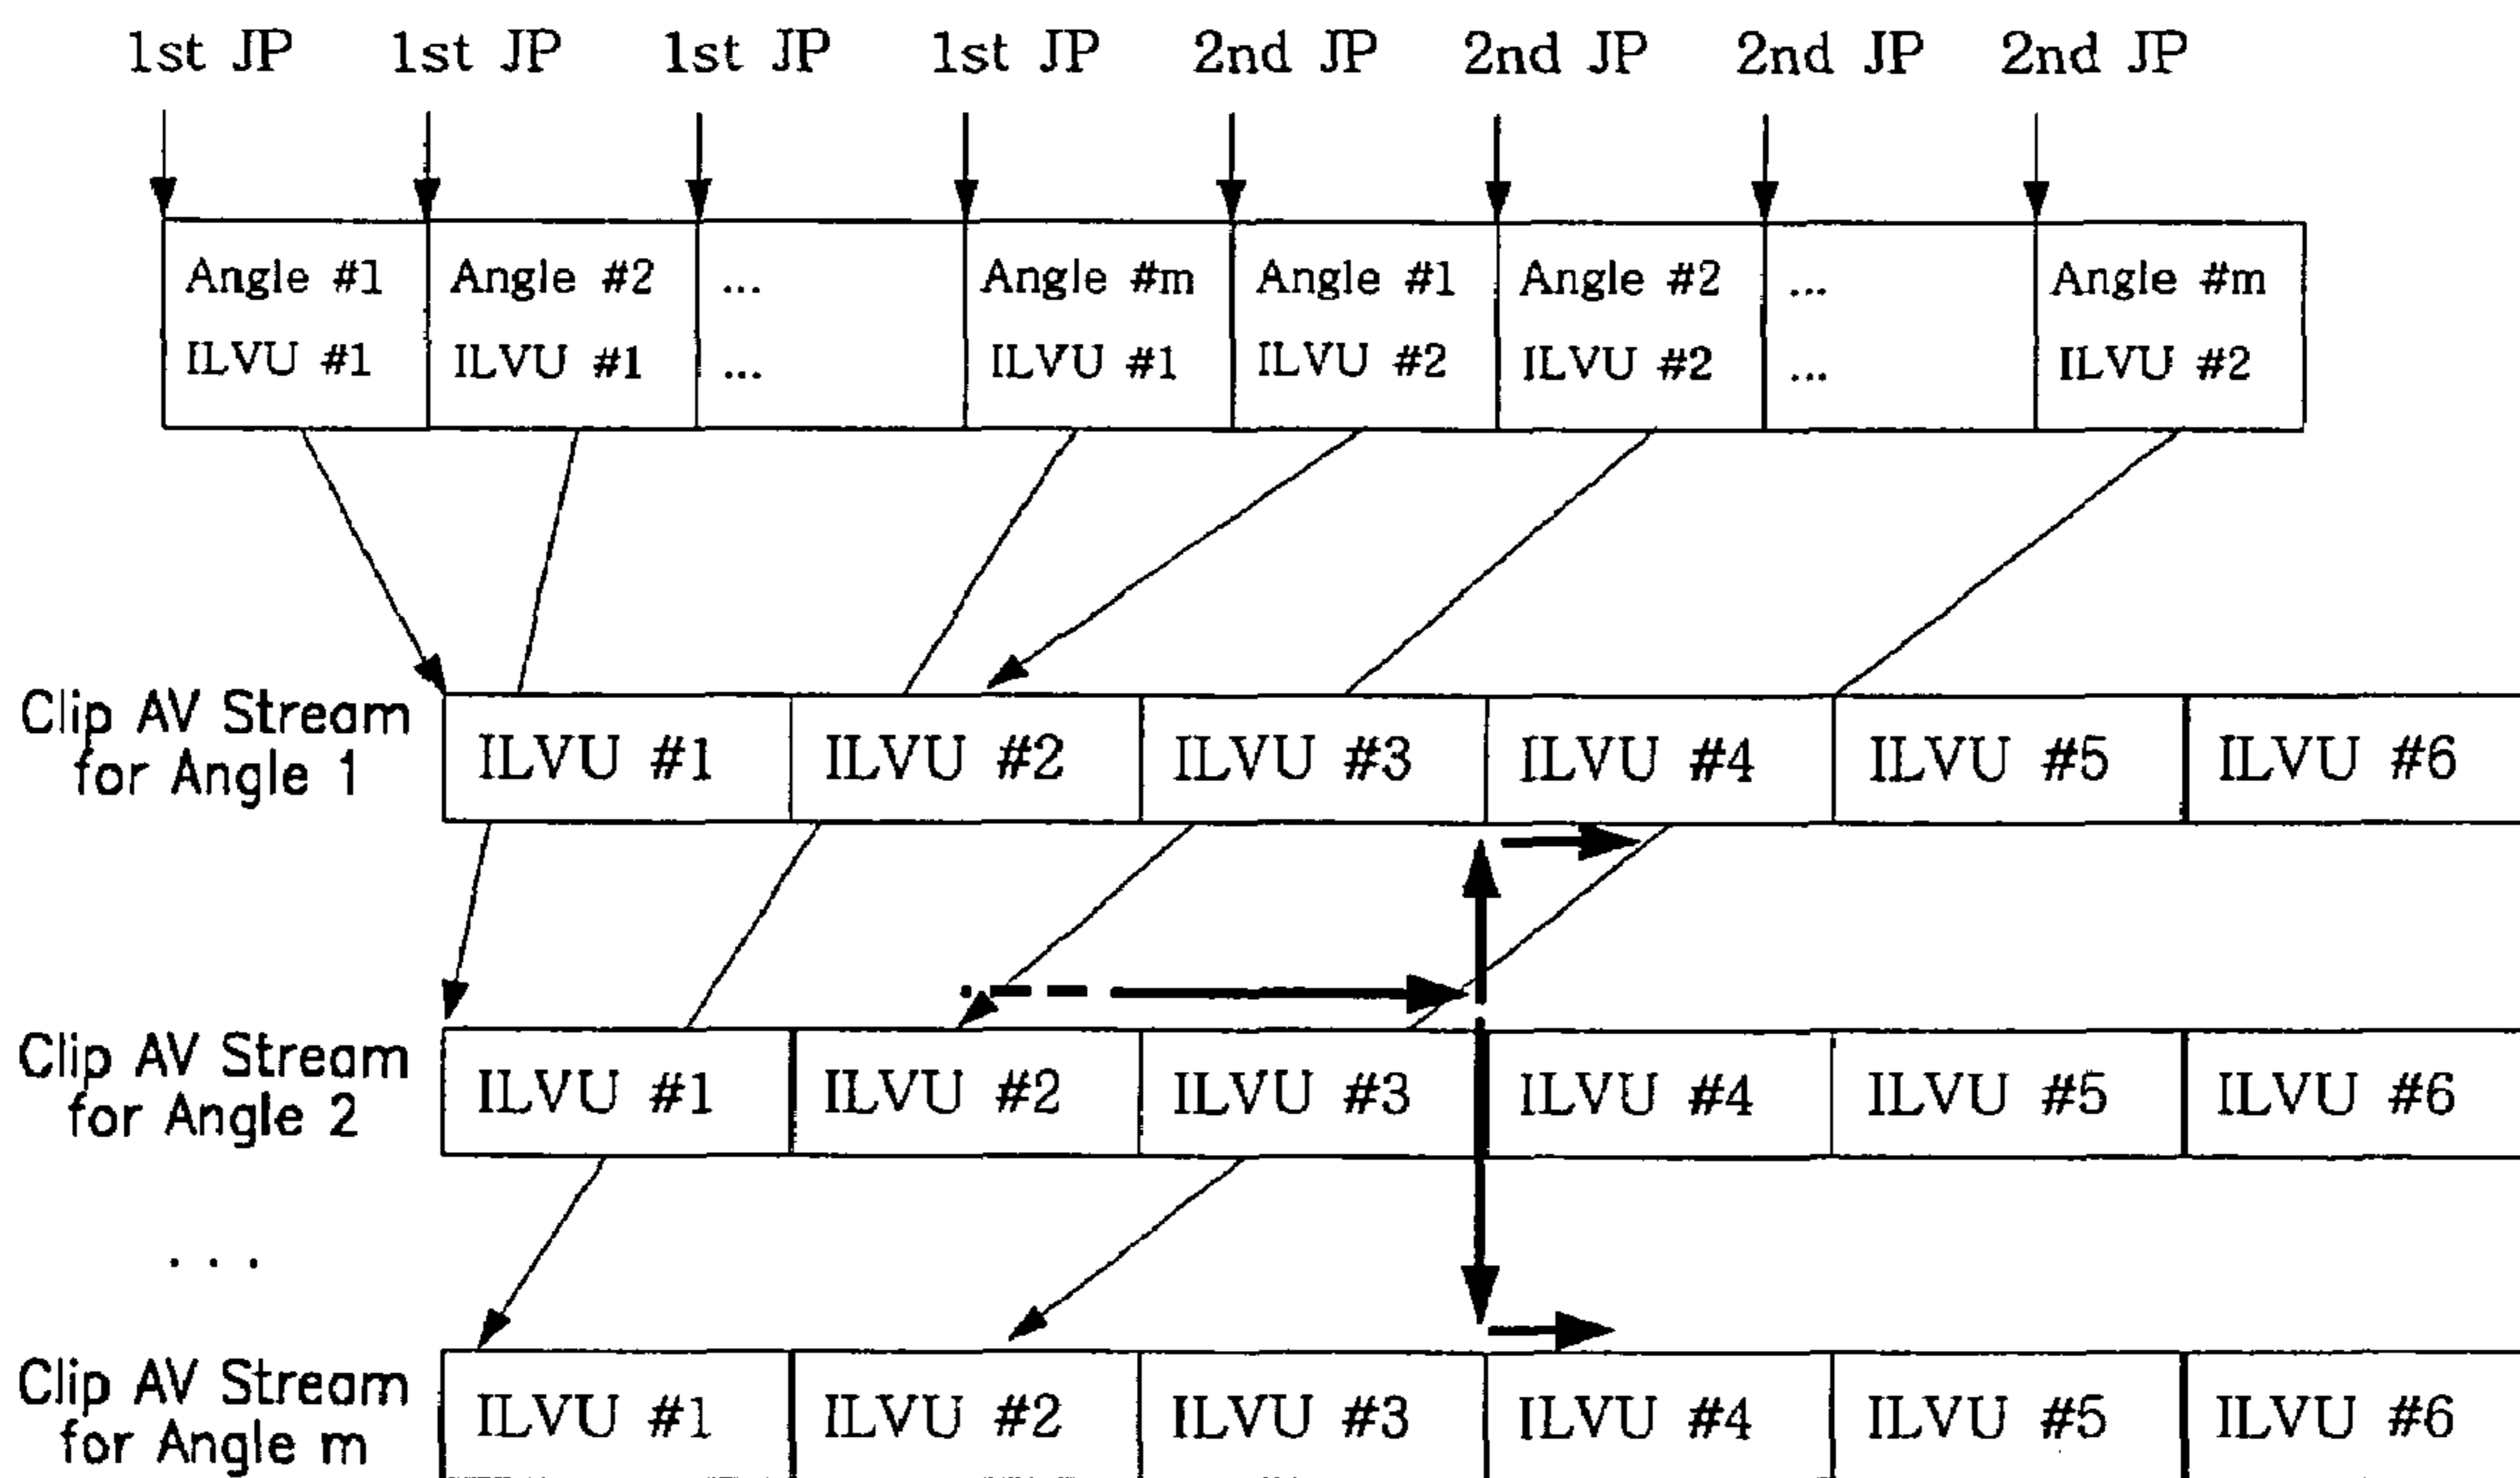 1st JP 1st JP 1st JP 1st JP 2nd JP 2nd JP 2nd JP 2nd JP
Angle #1 Angle #2 ... Angle #m Angle #1 Angle #2 ... Angle #m
ILVU #1 ILVU #1 ... ILVU #1 ILVU #2 ILVU #2 ... ILVU #2
Clip AV Stream
for Angle 1
ILVU #1 ILVU #2 ILVU #3 ILVU #4 ILVU #5 ILVU #6
Clip AV Stream
for Angle 2
ILVU #1 ILVU #2 ILVU #3 ILVU #4 ILVU #5 ILVU #6
. . .
Clip AV Stream
for Angle m
ILVU #1 ILVU #2 ILVU #3 ILVU #4 ILVU #5 ILVU #6